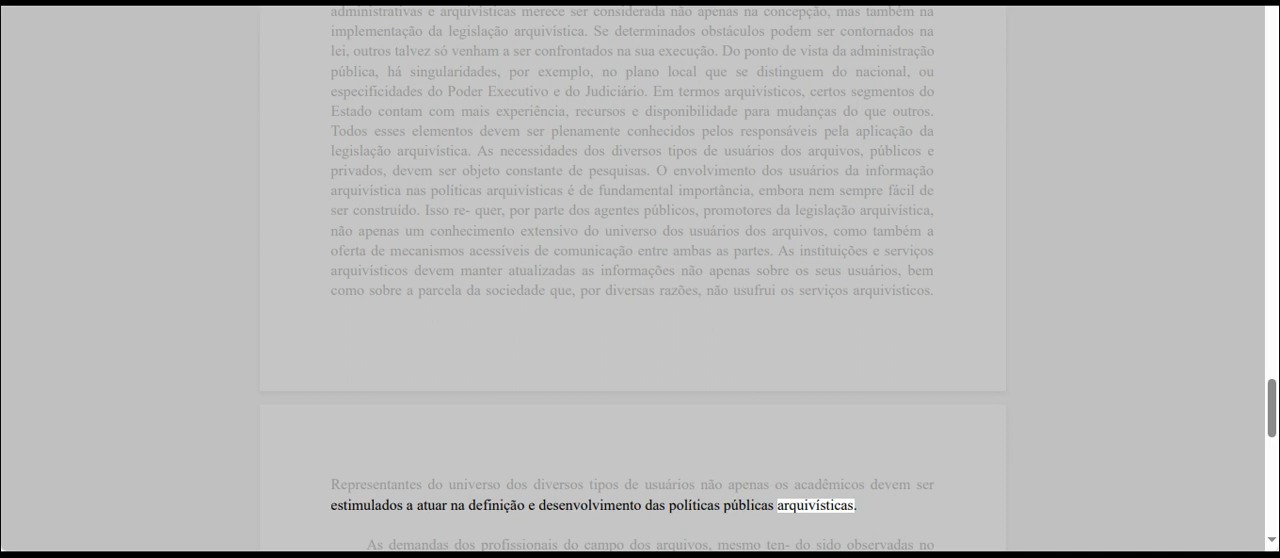 administrativas e arquivísticas merece ser considerada não apenas na concepção, mas também na
implementação da legislação arquivística. Se determinados obstáculos podem ser contornados na
lei, outros talvez só venham a ser confrontados na sua execução. Do ponto de vista da administração
pública, há singularidades, por exemplo, no plano local que se distinguem do nacional, ou
especificidades do Poder Executivo e do Judiciário. Em termos arquivísticos, certos segmentos do
Estado contam com mais experiência, recursos e disponibilidade para mudanças do que outros.
Todos esses elementos devem ser plenamente conhecidos pelos responsáveis pela aplicação da
legislação arquivística. As necessidades dos diversos tipos de usuários dos arquivos, públicos e
privados, devem ser objeto constante de pesquisas. O envolvimento dos usuários da informação
arquivística nas políticas arquivísticas é de fundamental importância, embora nem sempre fácil de
ser construído. Isso re- quer, por parte dos agentes públicos, promotores da legislação arquivística,
não apenas um conhecimento extensivo do universo dos usuários dos arquivos, como também a
oferta de mecanismos acessíveis de comunicação entre ambas as partes. As instituições e serviços
arquivísticos devem manter atualizadas as informações não apenas sobre os seus usuários, bem
como sobre a parcela da sociedade que, por diversas razões, não usufrui os serviços arquivísticos.
Representantes do universo dos diversos tipos de usuários não apenas os acadêmicos devem ser
estimulados a atuar na definição e desenvolvimento das políticas públicas arquivísticas.
As demandas dos profissionais do campo dos arquivos, mesmo ten- do sido observadas no